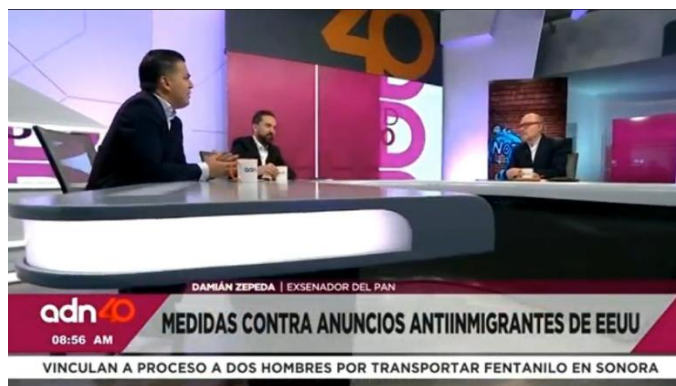 40
adn
DAMIÁN ZEPEDA | EXSENADOR DEL PAN
adn40
MEDIDAS CONTRA ANUNCIOS ANTIINMIGRANTES DE EEUU
08:56 AM
VINCULAN A PROCESO A DOS HOMBRES POR TRANSPORTAR FENTANILO EN SONORA